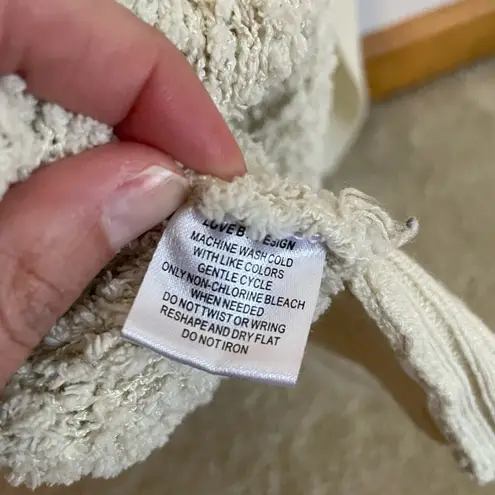 LOVE B. DESIGN
MACHINE WASH COLD
WITH LIKE COLORS
GENTLE CYCLE
ONLY NON-CHLORINE BLEACH
WHEN NEEDED
DO NOT TWIST OR WRING
RESHAPE AND DRY FLAT
DO NOT IRON